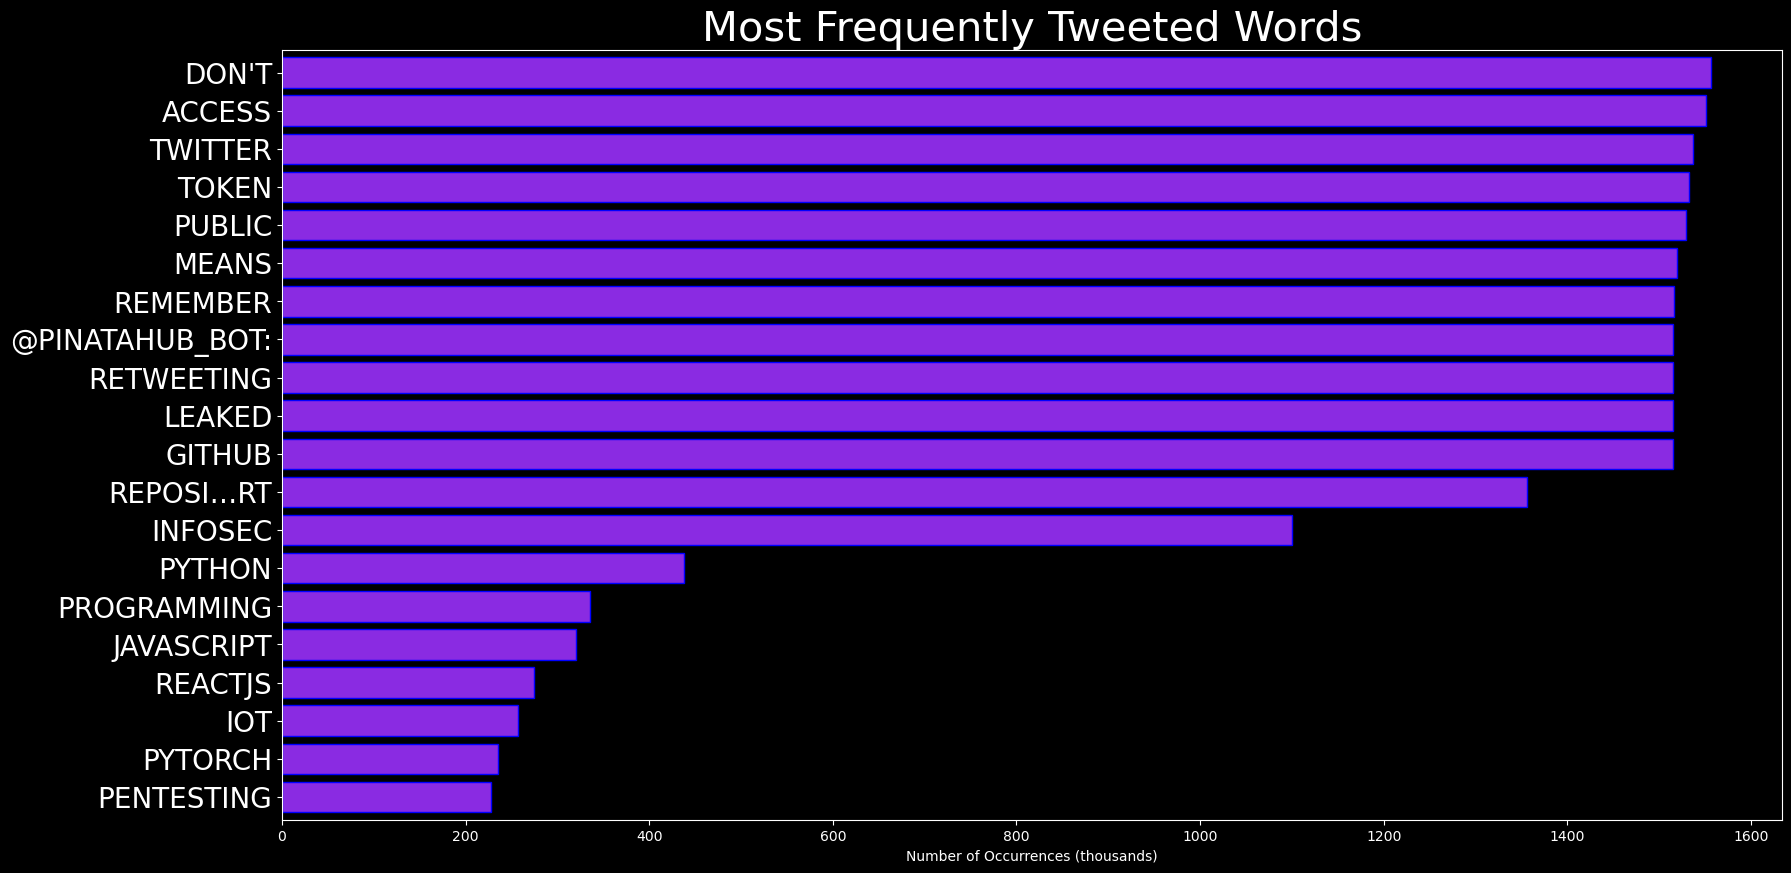 Most Frequently Tweeted Words
DON'T
ACCESS
TWITTER
TOKEN
PUBLIC
MEANS
REMEMBER
@PINATAHUB_BOT:
RETWEETING
LEAKED
GITHUB
REPOSI…RT
INFOSEC
PYTHON
PROGRAMMING
JAVASCRIPT
REACTJS
IOT
PYTORCH
PENTESTING
0 200 400 600 800 1000 1200 1400 1600
Number of Occurrences (thousands)